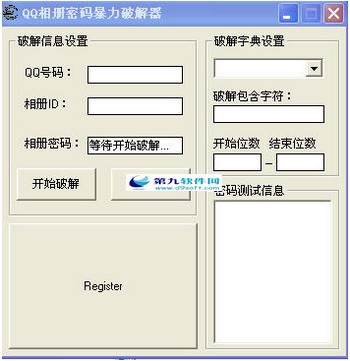 QQ相册密码暴力破解器
破解信息设置
QQ号码：
相册ID：
相册密码：
等待开始破解...
开始破解
Register
破解字典设置
破解包含字符：
开始位数 结束位数
–
密码测试信息
第九软件网
www.d9soft.com